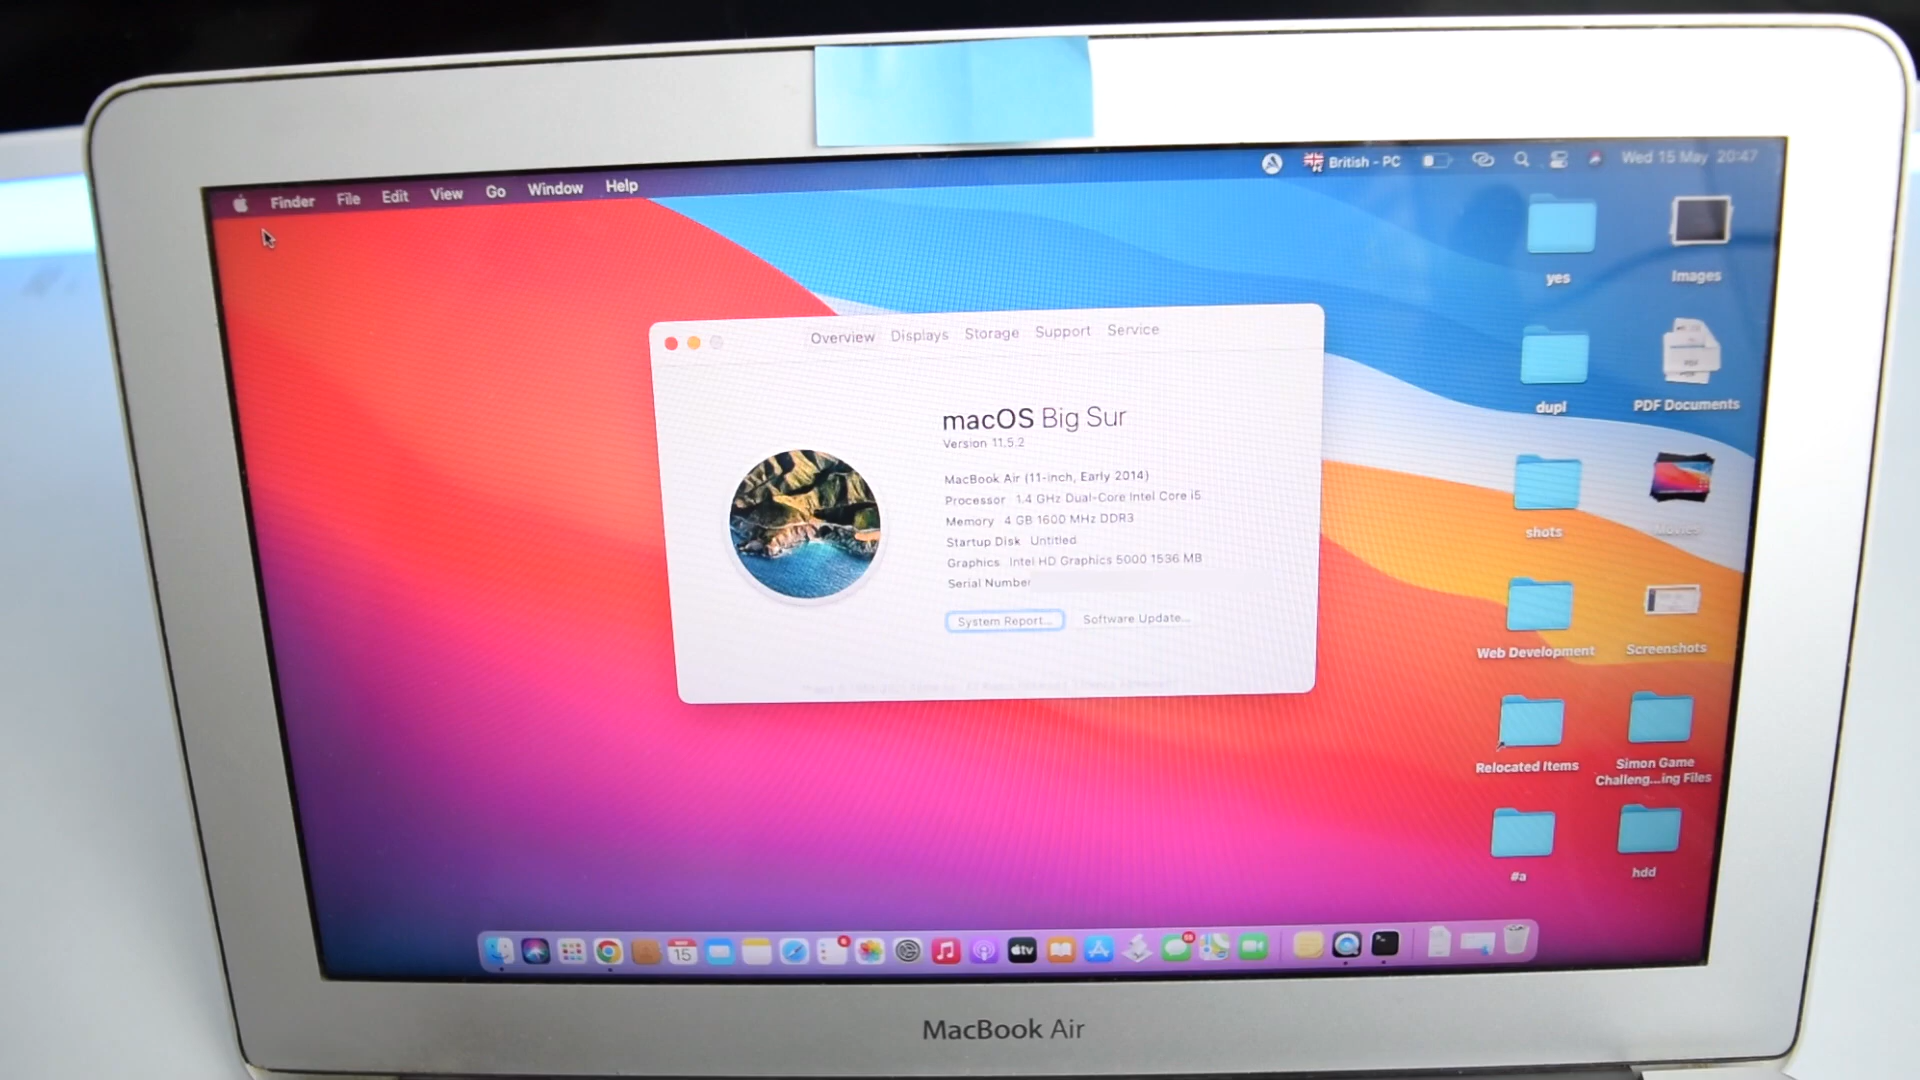 Finder File Edit View Go Window Help
British - PC
Wed 15 May 20:47
Overview Displays Storage Support Service
macOS Big Sur
Version 11.5.2
MacBook Air (11-inch, Early 2014)
Processor 1.4 GHz Dual-Core Intel Core i5
Memory 4 GB 1600 MHz DDR3
Startup Disk Untitled
Graphics Intel HD Graphics 5000 1536 MB
Serial Number
System Report...
Software Update...
yes
Images
dupl
PDF Documents
PDF
shots
Movies
Web Development
Screenshots
Relocated Items
Simon Game
Challeng...ing Files
#a
hdd
15
tv
MacBook Air